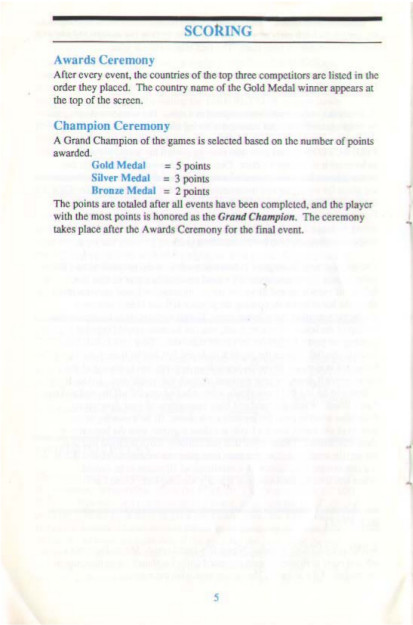 SCORING
Awards Ceremony
After every event, the countries of the top three competitors are listed in the
order they placed. The country name of the Gold Medal winner appears at
the top of the screen.
Champion Ceremony
A Grand Champion of the games is selected based on the number of points
awarded.
Gold Medal = 5 points
Silver Medal = 3 points
Bronze Medal = 2 points
The points are totaled after all events have been completed, and the player
with the most points is honored as the Grand Champion. The ceremony
takes place after the Awards Ceremony for the final event.
5